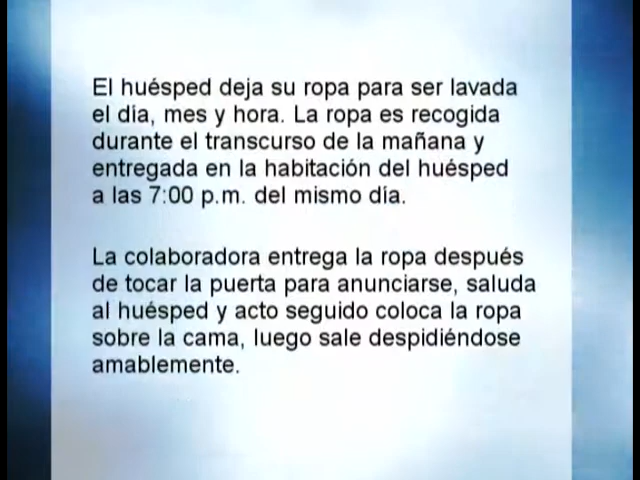 El huésped deja su ropa para ser lavada
el día, mes y hora. La ropa es recogida
durante el transcurso de la mañana y
entregada en la habitación del huésped
a las 7:00 p.m. del mismo día.
La colaboradora entrega la ropa después
de tocar la puerta para anunciarse, saluda
al huésped y acto seguido coloca la ropa
sobre la cama, luego sale despidiéndose
amablemente.